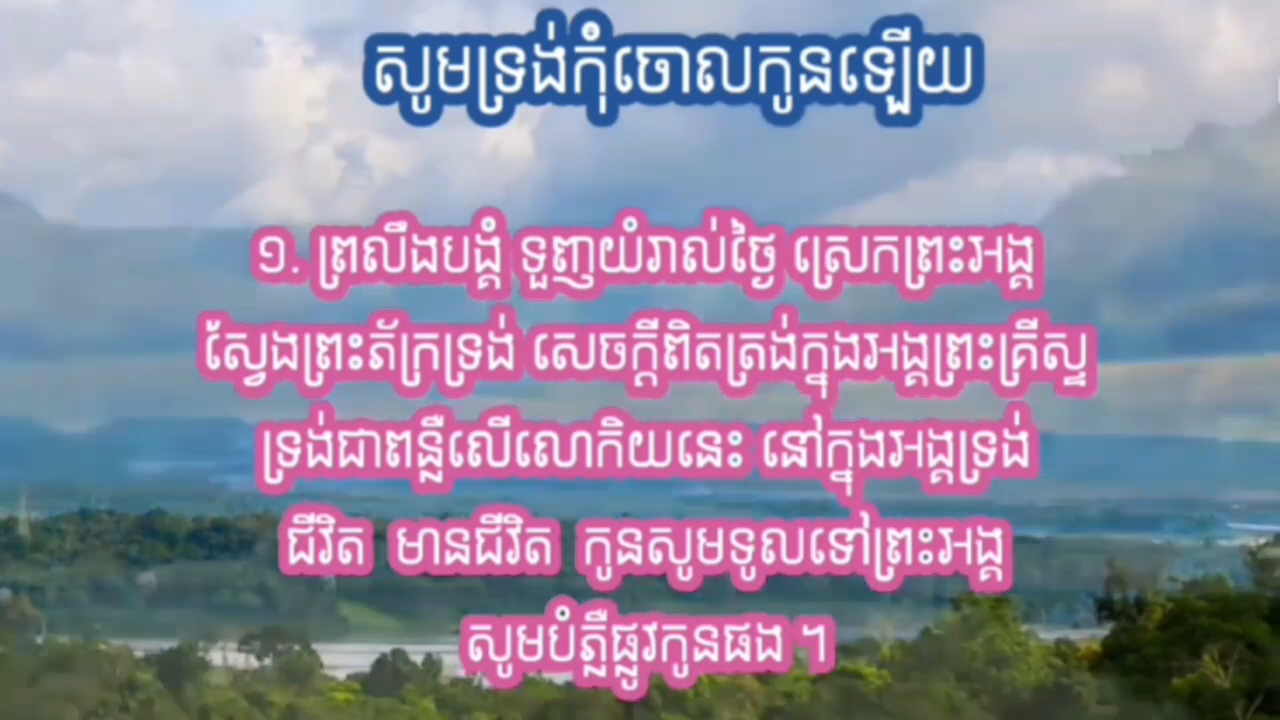 សូមទ្រង់កុំចោលកូនឡើយ
១. ព្រលឹងបង្គំ ទួញយំរាល់ថ្ងៃ ស្រេកព្រះអង្គ
ស្វែងព្រះភ័ក្រទ្រង់ សេចក្ដីពិតត្រង់ក្នុងអង្គព្រះគ្រីស្ទ
ទ្រង់ជាពន្លឺលើលោកិយនេះ នៅក្នុងអង្គទ្រង់
ជីវិត មានជីវិត កូនសូមទូលទៅព្រះអង្គ
សូមបំភ្លឺផ្លូវកូនផង ។